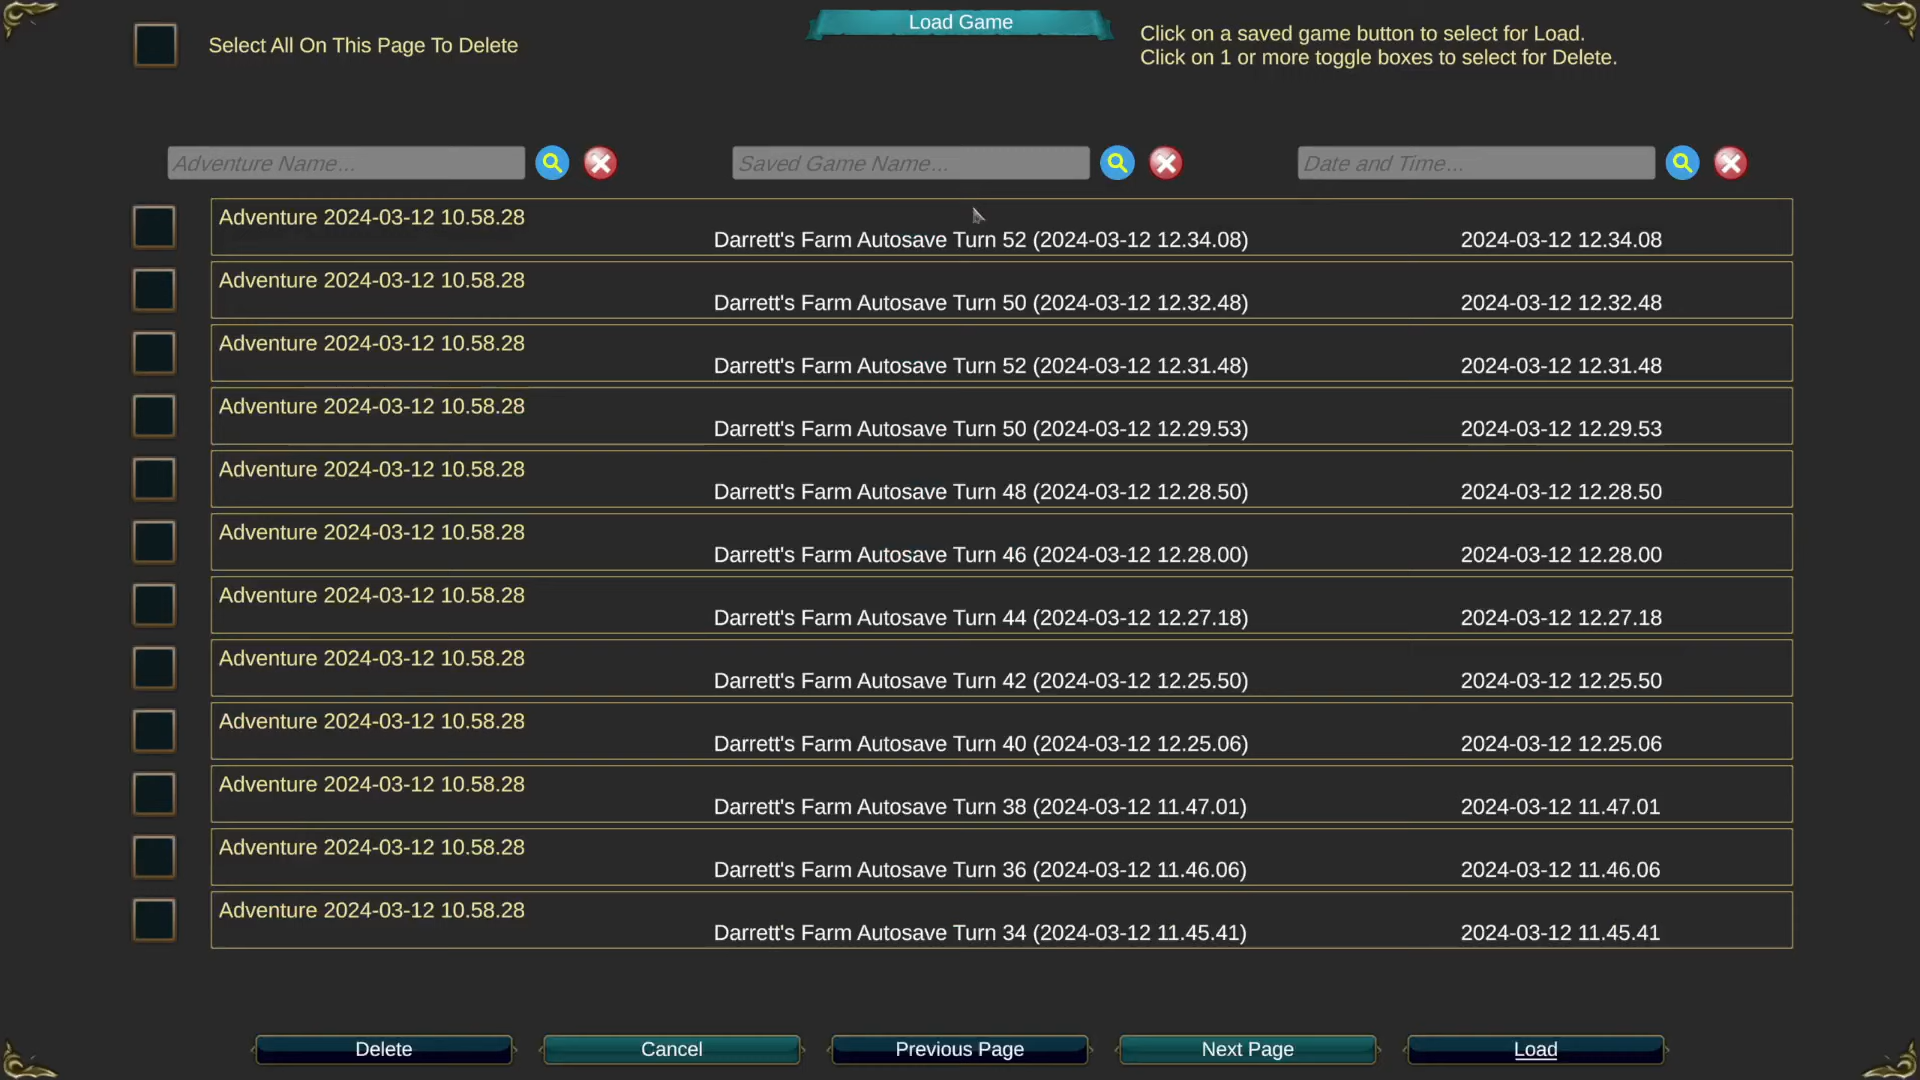 Load Game
Select All On This Page To Delete
Click on a saved game button to select for Load.
Click on 1 or more toggle boxes to select for Delete.
Adventure Name...
Saved Game Name...
Date and Time...
Adventure 2024-03-12 10.58.28
Darrett's Farm Autosave Turn 52 (2024-03-12 12.34.08)
2024-03-12 12.34.08
Adventure 2024-03-12 10.58.28
Darrett's Farm Autosave Turn 50 (2024-03-12 12.32.48)
2024-03-12 12.32.48
Adventure 2024-03-12 10.58.28
Darrett's Farm Autosave Turn 52 (2024-03-12 12.31.48)
2024-03-12 12.31.48
Adventure 2024-03-12 10.58.28
Darrett's Farm Autosave Turn 50 (2024-03-12 12.29.53)
2024-03-12 12.29.53
Adventure 2024-03-12 10.58.28
Darrett's Farm Autosave Turn 48 (2024-03-12 12.28.50)
2024-03-12 12.28.50
Adventure 2024-03-12 10.58.28
Darrett's Farm Autosave Turn 46 (2024-03-12 12.28.00)
2024-03-12 12.28.00
Adventure 2024-03-12 10.58.28
Darrett's Farm Autosave Turn 44 (2024-03-12 12.27.18)
2024-03-12 12.27.18
Adventure 2024-03-12 10.58.28
Darrett's Farm Autosave Turn 42 (2024-03-12 12.25.50)
2024-03-12 12.25.50
Adventure 2024-03-12 10.58.28
Darrett's Farm Autosave Turn 40 (2024-03-12 12.25.06)
2024-03-12 12.25.06
Adventure 2024-03-12 10.58.28
Darrett's Farm Autosave Turn 38 (2024-03-12 11.47.01)
2024-03-12 11.47.01
Adventure 2024-03-12 10.58.28
Darrett's Farm Autosave Turn 36 (2024-03-12 11.46.06)
2024-03-12 11.46.06
Adventure 2024-03-12 10.58.28
Darrett's Farm Autosave Turn 34 (2024-03-12 11.45.41)
2024-03-12 11.45.41
Delete
Cancel
Previous Page
Next Page
Load